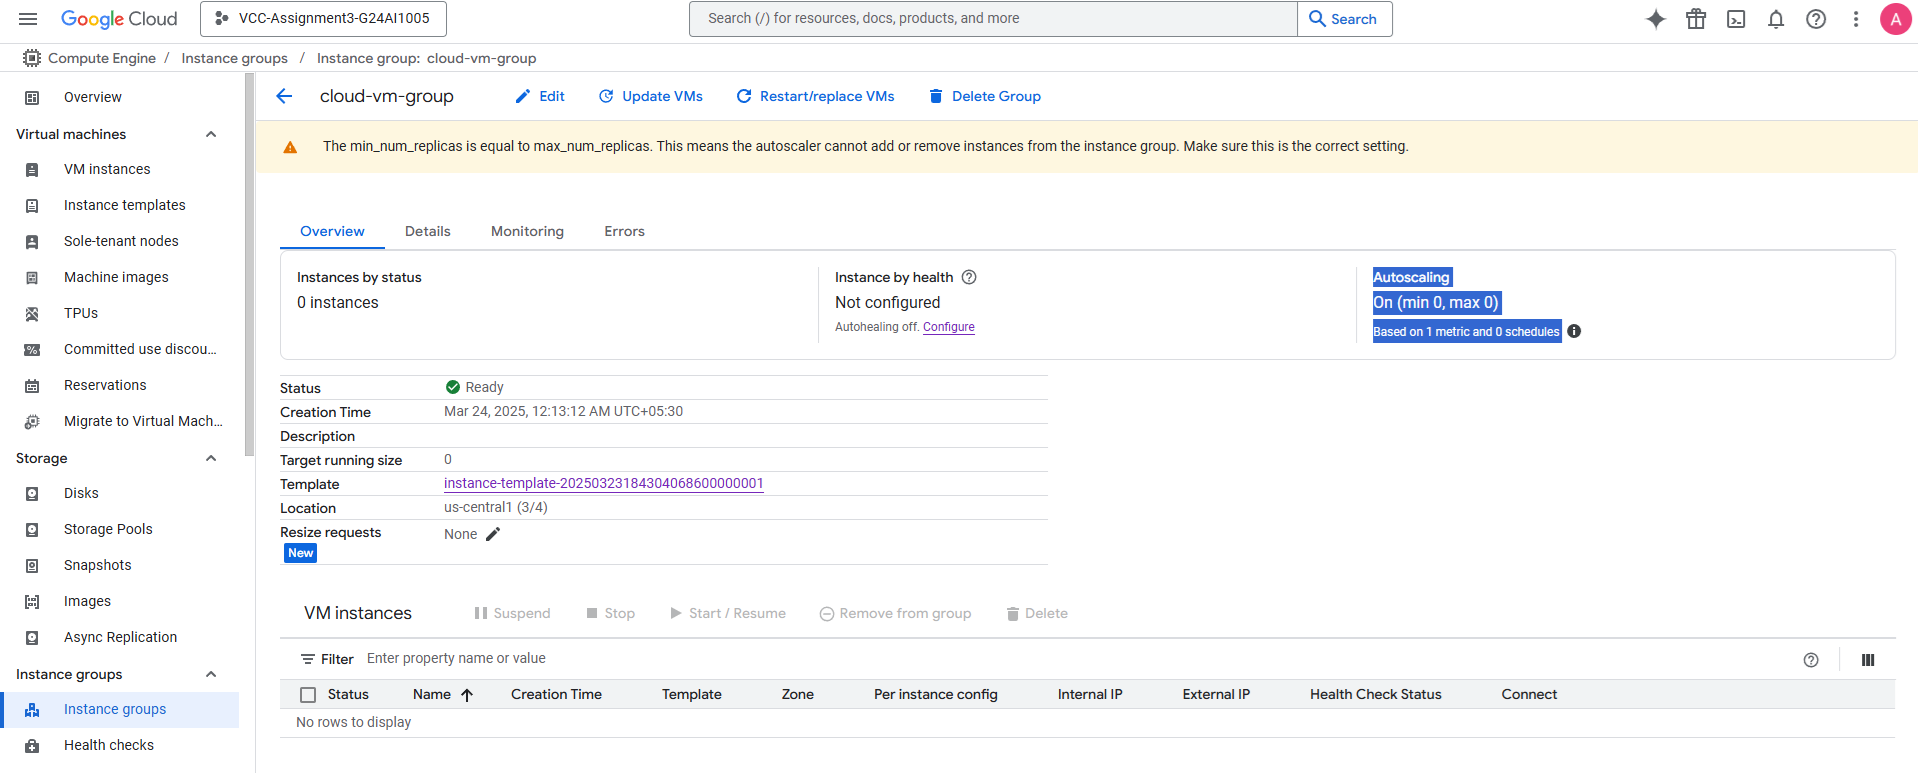 Google Cloud
VCC-Assignment3-G24AI1005
Search (/) for resources, docs, products, and more
Search
A
Compute Engine / Instance groups / Instance group: cloud-vm-group
Overview
Virtual machines
VM instances
Instance templates
Sole-tenant nodes
Machine images
TPUs
Committed use discou...
Reservations
Migrate to Virtual Mach...
Storage
Disks
Storage Pools
Snapshots
Images
Async Replication
Instance groups
Instance groups
Health checks
cloud-vm-group
Edit
Update VMs
Restart/replace VMs
Delete Group
The min_num_replicas is equal to max_num_replicas. This means the autoscaler cannot add or remove instances from the instance group. Make sure this is the correct setting.
Overview
Details
Monitoring
Errors
Instances by status
0 instances
Instance by health
Not configured
Autohealing off. Configure
Autoscaling
On (min 0, max 0)
Based on 1 metric and 0 schedules
Status Ready
Creation Time Mar 24, 2025, 12:13:12 AM UTC+05:30
Description
Target running size 0
Template instance-template-20250323184304068600000001
Location us-central1 (3/4)
Resize requests None
New
VM instances
Suspend
Stop
Start / Resume
Remove from group
Delete
Filter Enter property name or value
Status Name Creation Time Template Zone Per instance config Internal IP External IP Health Check Status Connect
No rows to display